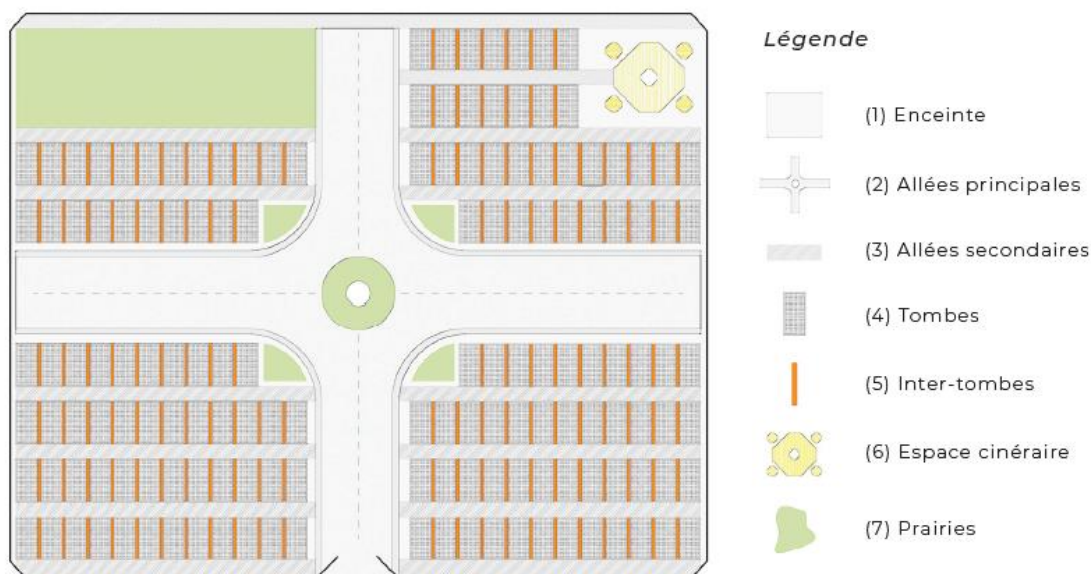 Légende
(1) Enceinte
(2) Allées principales
(3) Allées secondaires
(4) Tombes
(5) Inter-tombes
(6) Espace cinéraire
(7) Prairies